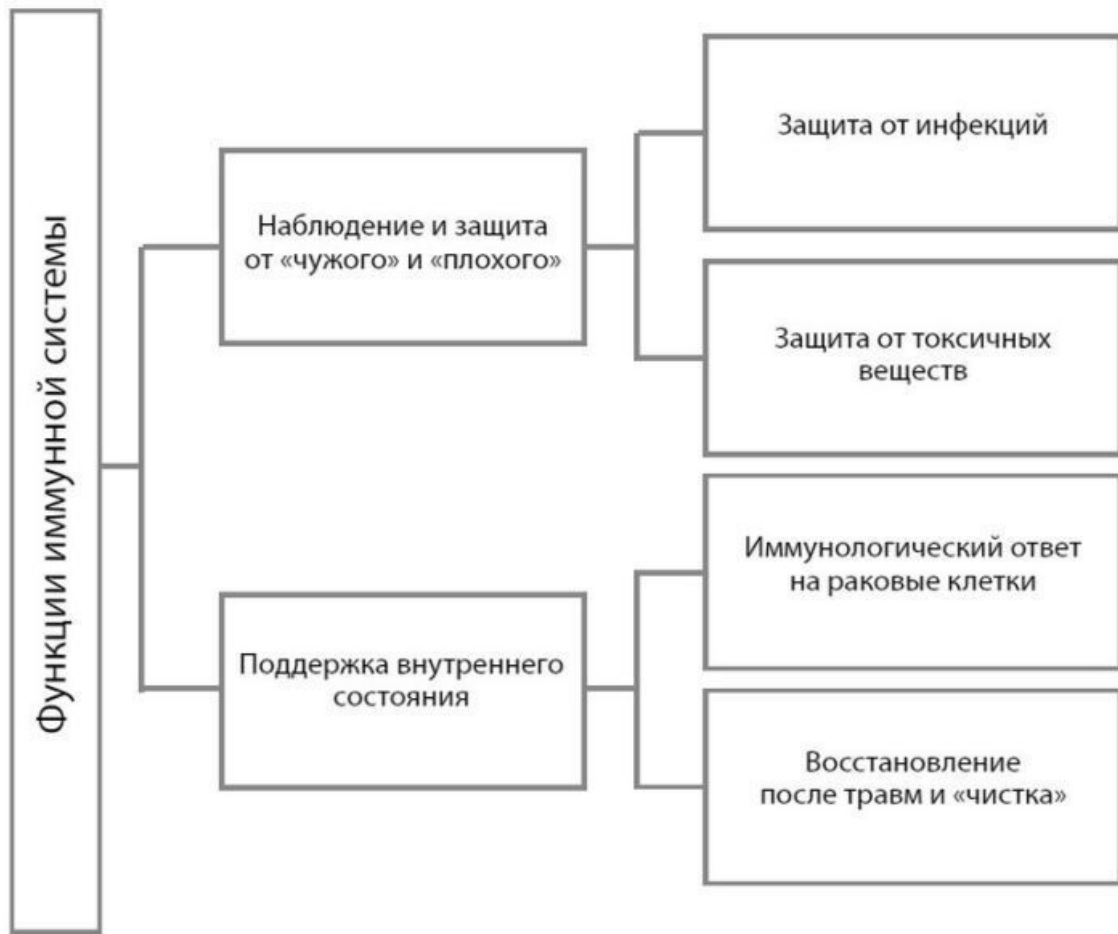 Функции иммунной системы
Наблюдение и защита
от «чужого» и «плохого»
Защита от инфекций
Защита от токсичных
веществ
Поддержка внутреннего
состояния
Иммунологический ответ
на раковые клетки
Восстановление
после травм и «чистка»